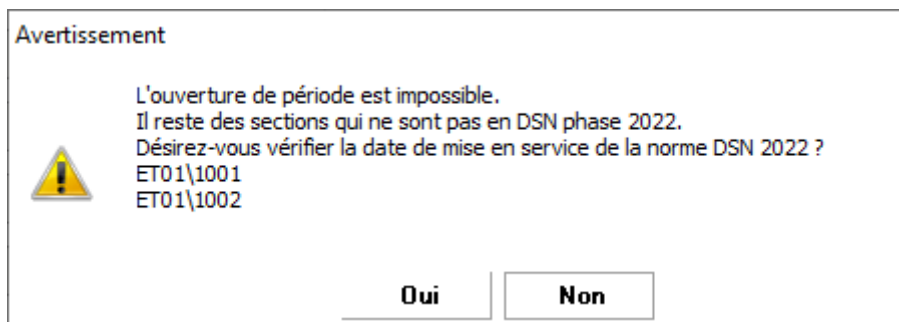 Avertissement
L'ouverture de période est impossible.
Il reste des sections qui ne sont pas en DSN phase 2022.
Désirez-vous vérifier la date de mise en service de la norme DSN 2022 ?
ET01\1001
ET01\1002
Oui
Non